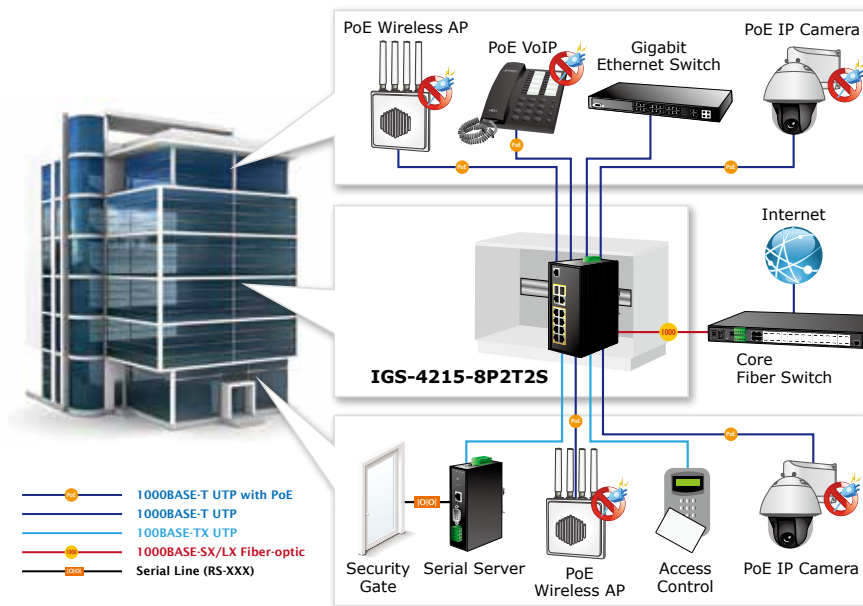 PoE Wireless AP
PoE VoIP
Gigabit
Ethernet Switch
PoE IP Camera
PoE
PoE
PoE
Internet
1000
Core
Fiber Switch
IGS-4215-8P2T2S
PoE
PoE
|O|O|
Security
Gate
Serial Server
PoE
Wireless AP
Access
Control
PoE IP Camera
PoE
1000BASE-T UTP with PoE
1000BASE-T UTP
100BASE-TX UTP
1000
1000BASE-SX/LX Fiber-optic
|O|O|
Serial Line (RS-XXX)